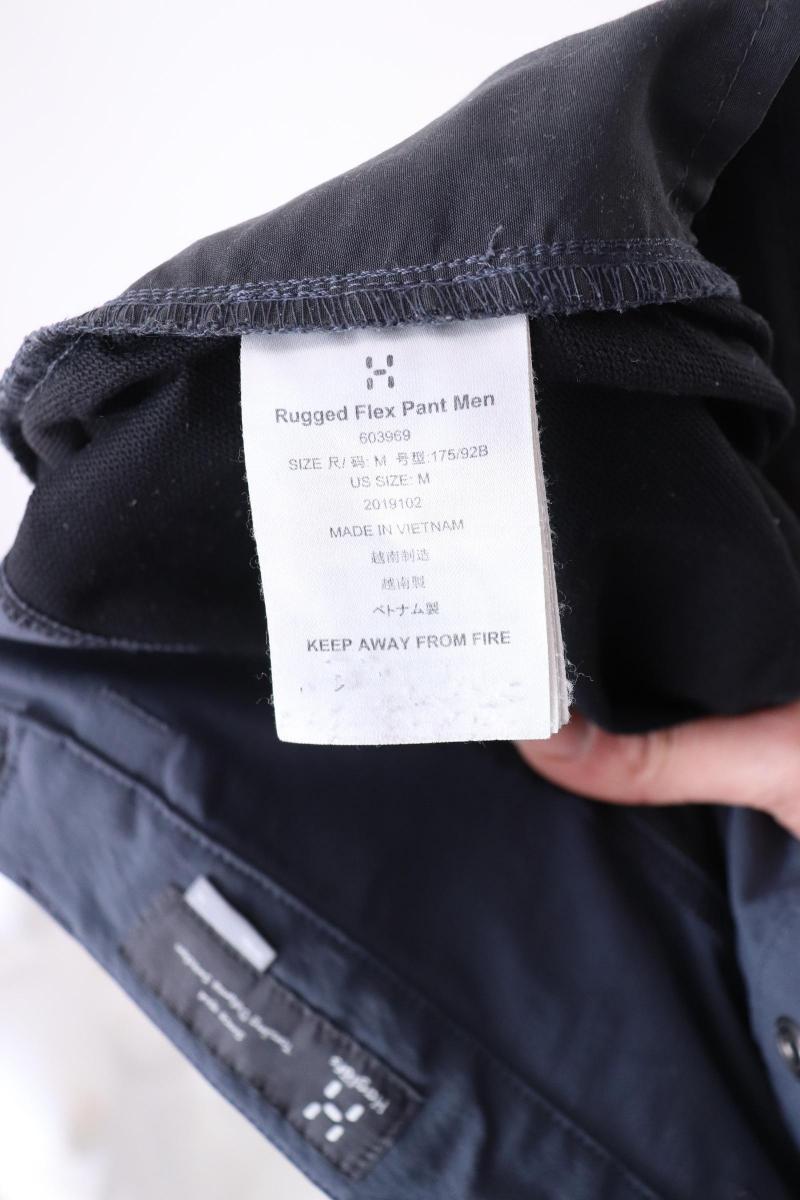 Rugged Flex Pant Men
603969
SIZE 尺/码: M 号型:175/92B
US SIZE: M
2019102
MADE IN VIETNAM
越南制造
越南製
ベトナム製
KEEP AWAY FROM FIRE
Haglöfs